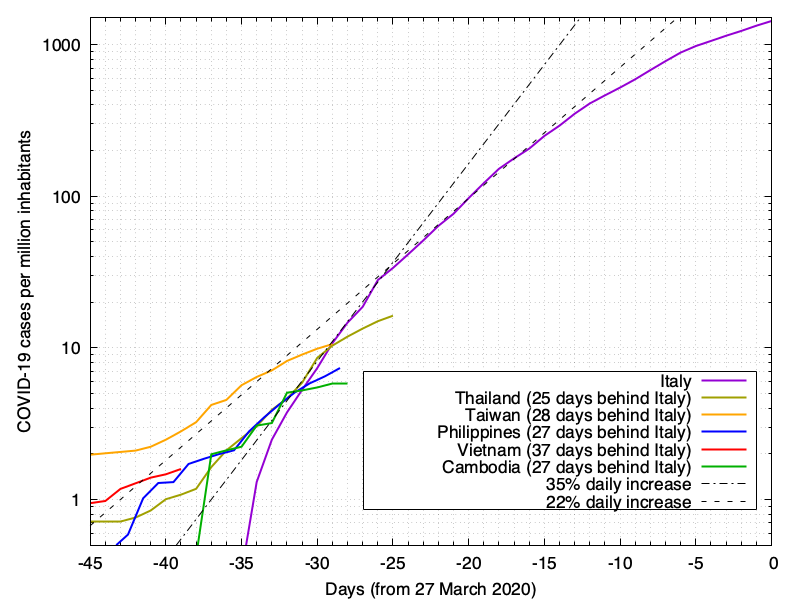 1000
100
10
1
COVID-19 cases per million inhabitants
Italy
Thailand (25 days behind Italy)
Taiwan (28 days behind Italy)
Philippines (27 days behind Italy)
Vietnam (37 days behind Italy)
Cambodia (27 days behind Italy)
35% daily increase
22% daily increase
-45 -40 -35 -30 -25 -20 -15 -10 -5 0
Days (from 27 March 2020)